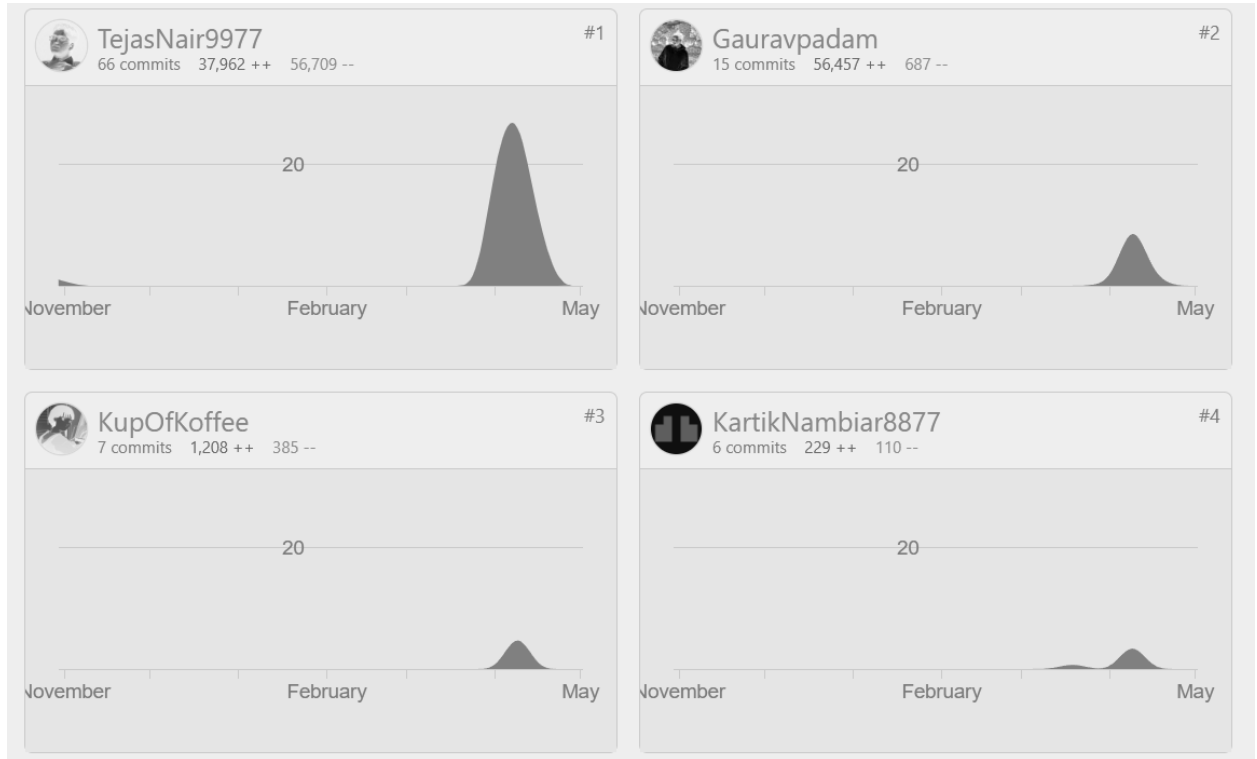 TejasNair9977 #1
66 commits 37,962 ++ 56,709 --
20
November February May
Gauravpadam #2
15 commits 56,457 ++ 687 --
20
November February May
KupOfKoffee #3
7 commits 1,208 ++ 385 --
20
November February May
KartikNambiar8877 #4
6 commits 229 ++ 110 --
20
November February May